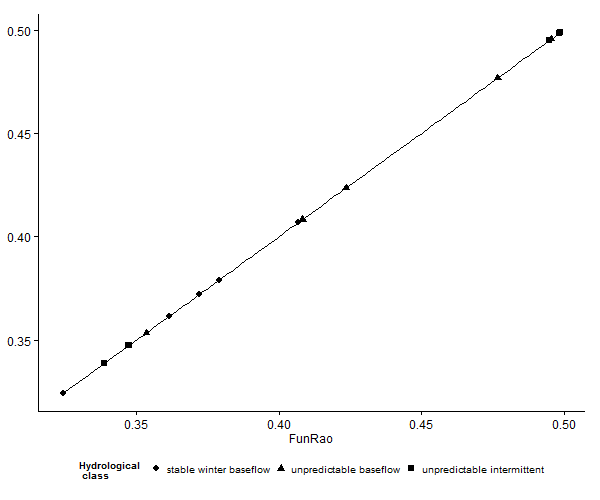 0.50
0.45
0.40
0.35
0.35 0.40 0.45 0.50
FunRao
Hydrological
class
stable winter baseflow unpredictable baseflow unpredictable intermittent